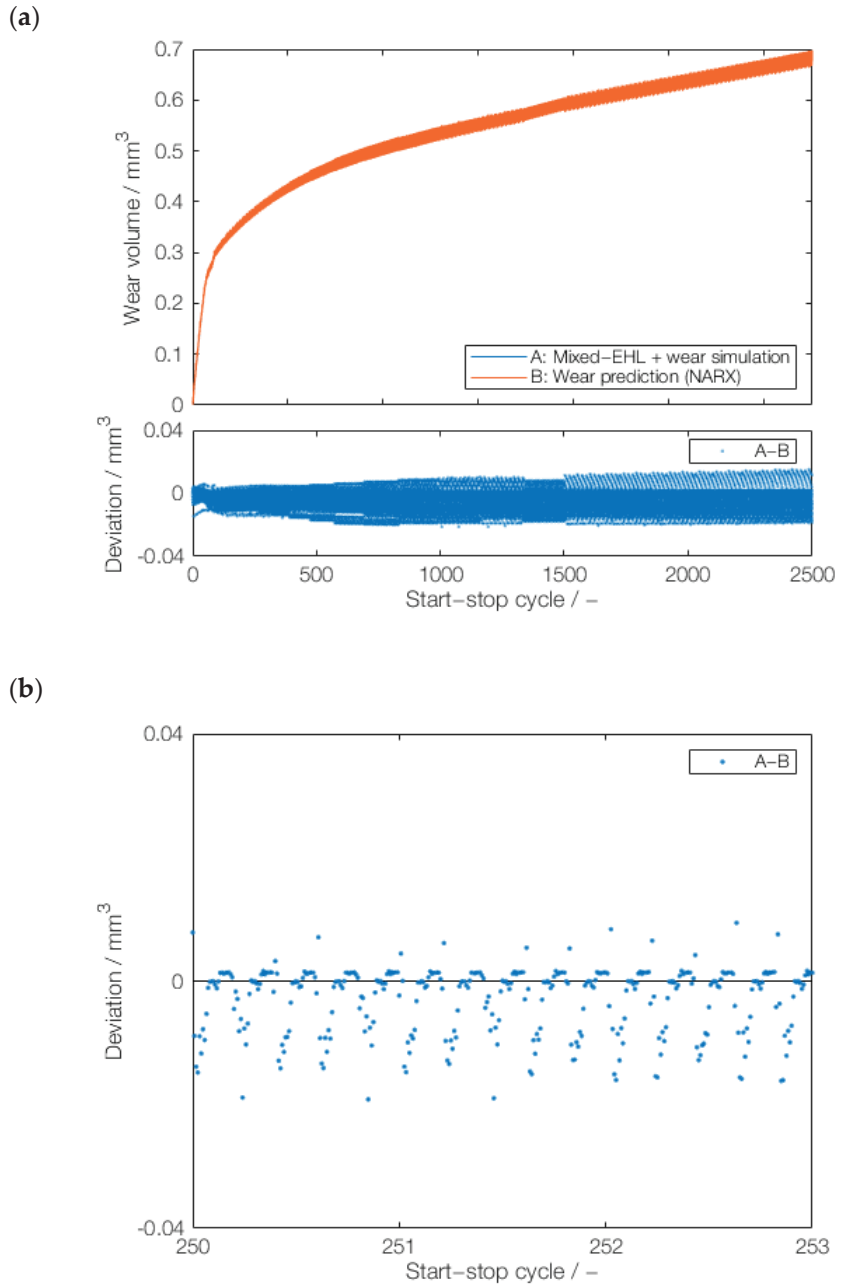 (a)
0.7
0.6
0.5
0.4
0.3
0.2
0.1
0
Wear volume / mm³
A: Mixed−EHL + wear simulation
B: Wear prediction (NARX)
0.04
0
-0.04
Deviation / mm³
A−B
0 500 1000 1500 2000 2500
Start−stop cycle / −
(b)
0.04
0
-0.04
Deviation / mm³
A−B
250 251 252 253
Start−stop cycle / −